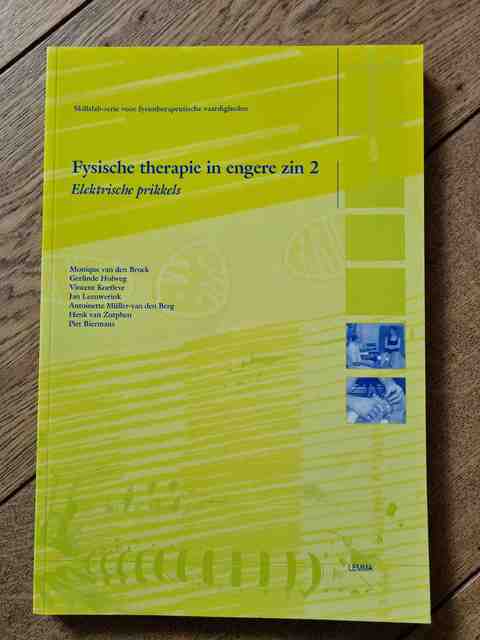 Skillslab-serie voor fysiotherapeutische vaardigheden
Fysische therapie in engere zin 2
Elektrische prikkels
Monique van den Broek
Gerlinde Holweg
Vincent Koefleve
Jan Leeuwerink
Antoinette Müller-van den Berg
Henk van Zutphen
Piet Biermans
LEMMA